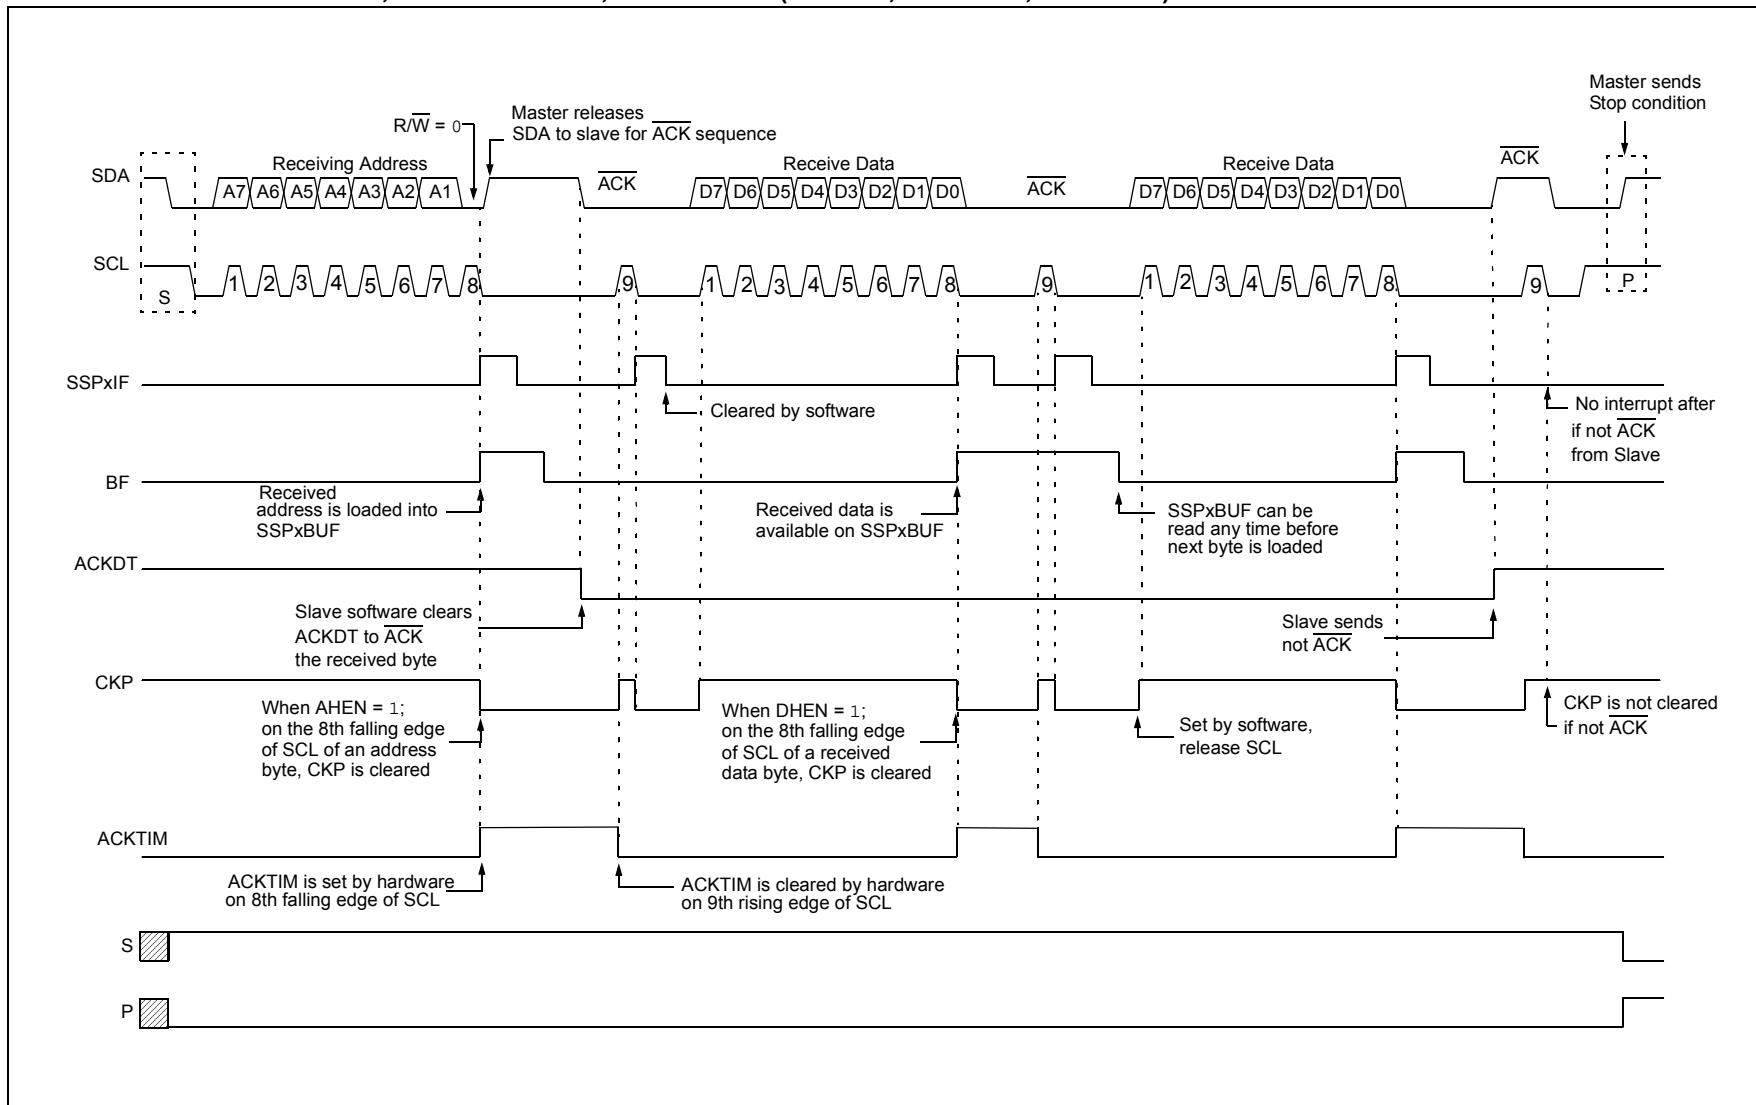 Master sends
Stop condition
Master releases
SDA to slave for ACK sequence
R/W = 0
SDA
Receiving Address
ACK
Receive Data
ACK
Receive Data
ACK
A7 A6 A5 A4 A3 A2 A1
D7 D6 D5 D4 D3 D2 D1 D0
D7 D6 D5 D4 D3 D2 D1 D0
SCL
S
1 2 3 4 5 6 7 8 9
1 2 3 4 5 6 7 8 9
1 2 3 4 5 6 7 8 9
P
SSPxIF
Cleared by software
No interrupt after
if not ACK
from Slave
BF
Received
address is loaded into
SSPxBUF
Received data is
available on SSPxBUF
SSPxBUF can be
read any time before
next byte is loaded
ACKDT
Slave software clears
ACKDT to ACK
the received byte
Slave sends
not ACK
CKP
When AHEN = 1;
on the 8th falling edge
of SCL of an address
byte, CKP is cleared
When DHEN = 1;
on the 8th falling edge
of SCL of a received
data byte, CKP is cleared
Set by software,
release SCL
CKP is not cleared
if not ACK
ACKTIM
ACKTIM is set by hardware
on 8th falling edge of SCL
ACKTIM is cleared by hardware
on 9th rising edge of SCL
S
P